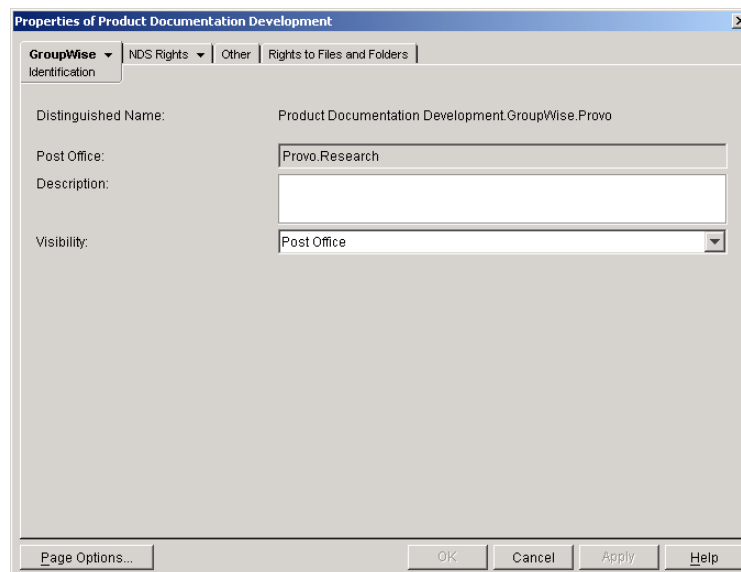 Properties of Product Documentation Development
GroupWise NDS Rights Other Rights to Files and Folders
Identification
Distinguished Name: Product Documentation Development.GroupWise.Provo
Post Office: Provo.Research
Description:
Visibility: Post Office
Page Options... OK Cancel Apply Help